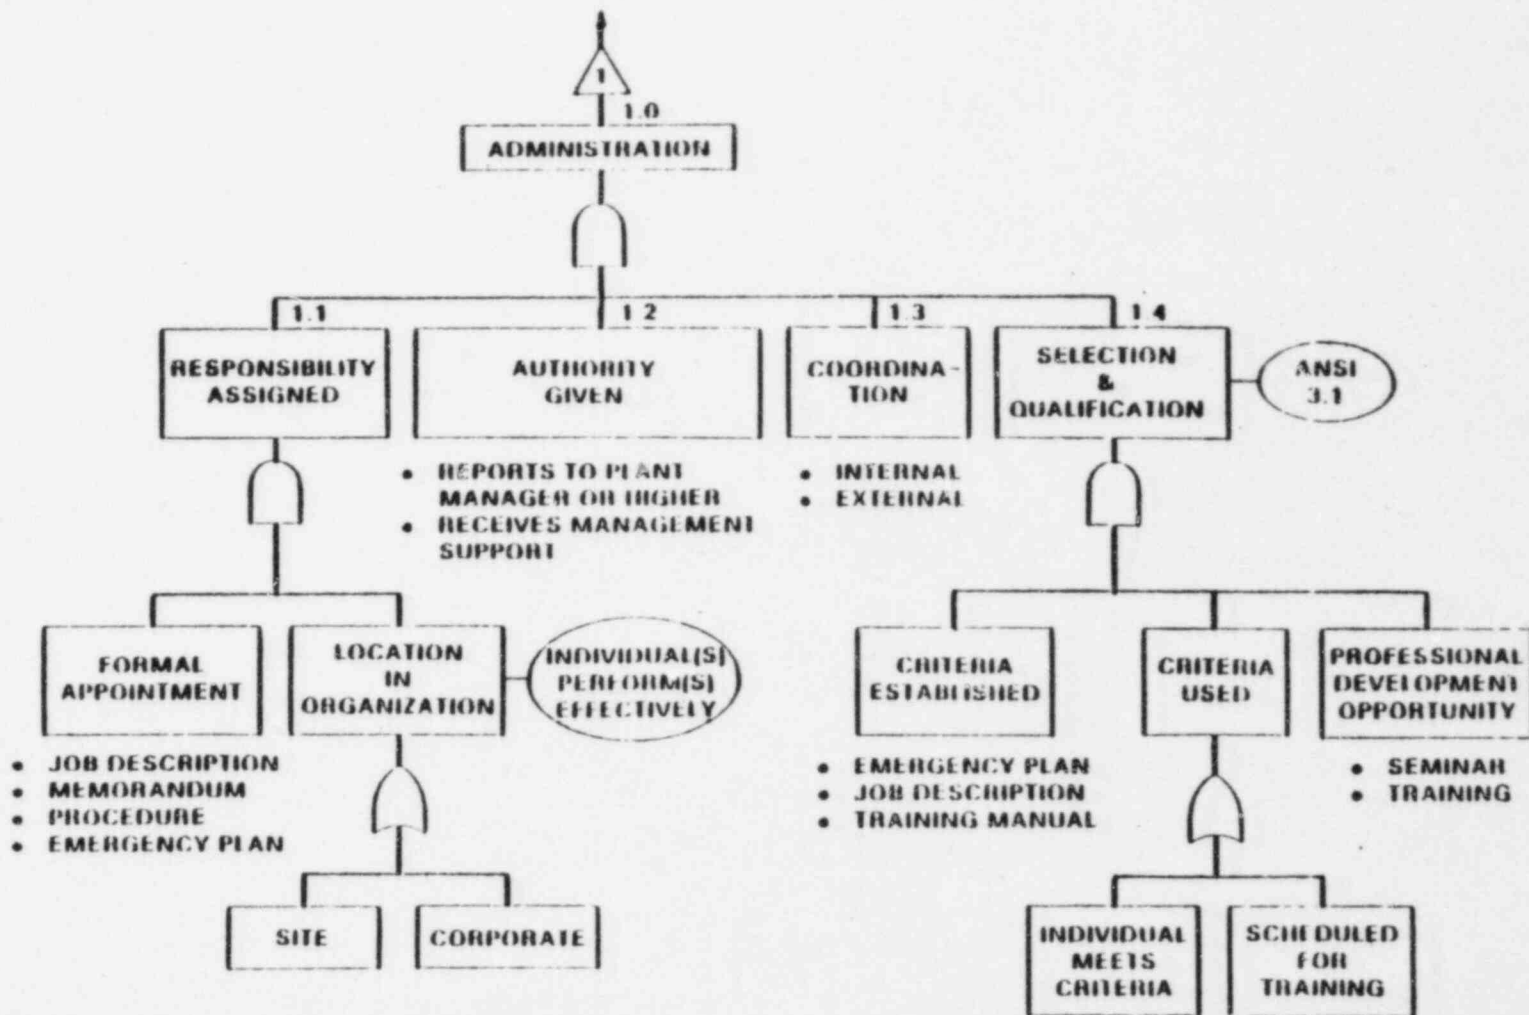 1
1.0
ADMINISTRATION
1.1
1.2
1.3
1.4
RESPONSIBILITY
ASSIGNED
AUTHORITY
GIVEN
COORDINA-
TION
SELECTION
&
QUALIFICATION
ANSI
3.1
• REPORTS TO PLANT
MANAGER OR HIGHER
• RECEIVES MANAGEMENT
SUPPORT
• INTERNAL
• EXTERNAL
FORMAL
APPOINTMENT
LOCATION
IN
ORGANIZATION
INDIVIDUAL(S)
PERFORM(S)
EFFECTIVELY
CRITERIA
ESTABLISHED
CRITERIA
USED
PROFESSIONAL
DEVELOPMENT
OPPORTUNITY
• JOB DESCRIPTION
• MEMORANDUM
• PROCEDURE
• EMERGENCY PLAN
• EMERGENCY PLAN
• JOB DESCRIPTION
• TRAINING MANUAL
• SEMINAR
• TRAINING
SITE
CORPORATE
INDIVIDUAL
MEETS
CRITERIA
SCHEDULED
FOR
TRAINING